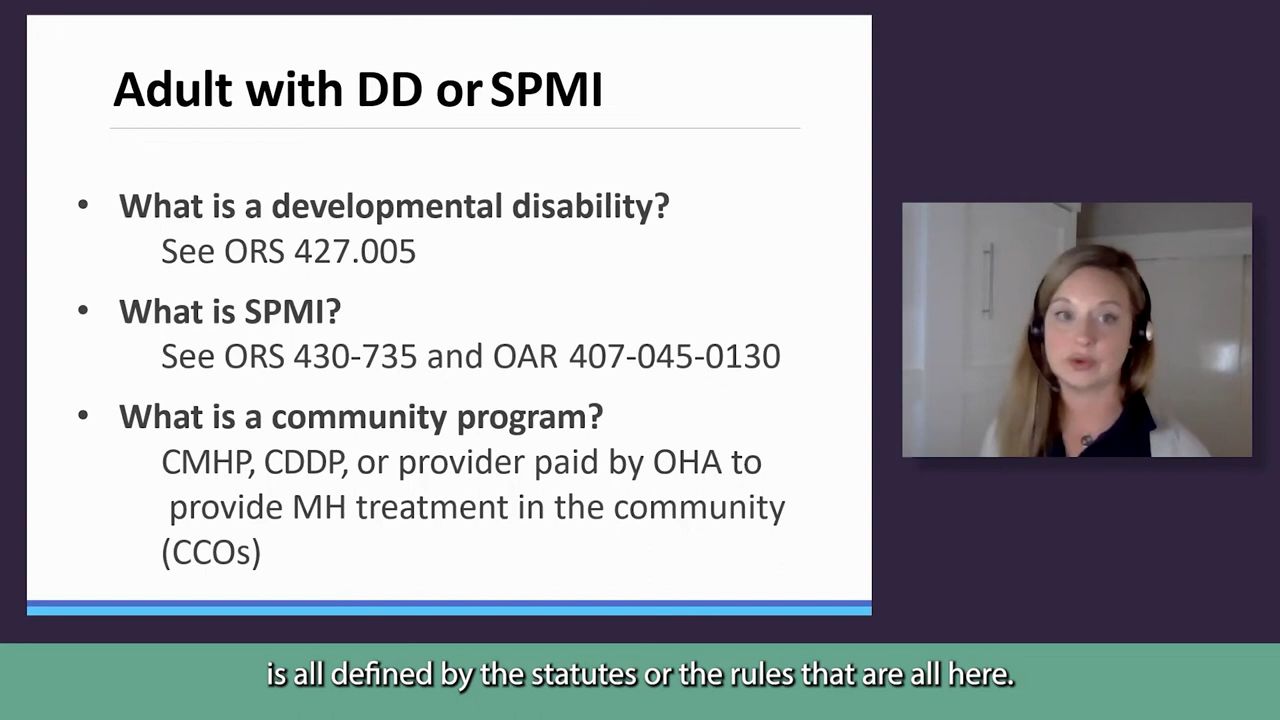 Adult with DD or SPMI
• What is a developmental disability?
See ORS 427.005
• What is SPMI?
See ORS 430-735 and OAR 407-045-0130
• What is a community program?
CMHP, CDDP, or provider paid by OHA to
provide MH treatment in the community
(CCOs)
is all defined by the statutes or the rules that are all here.